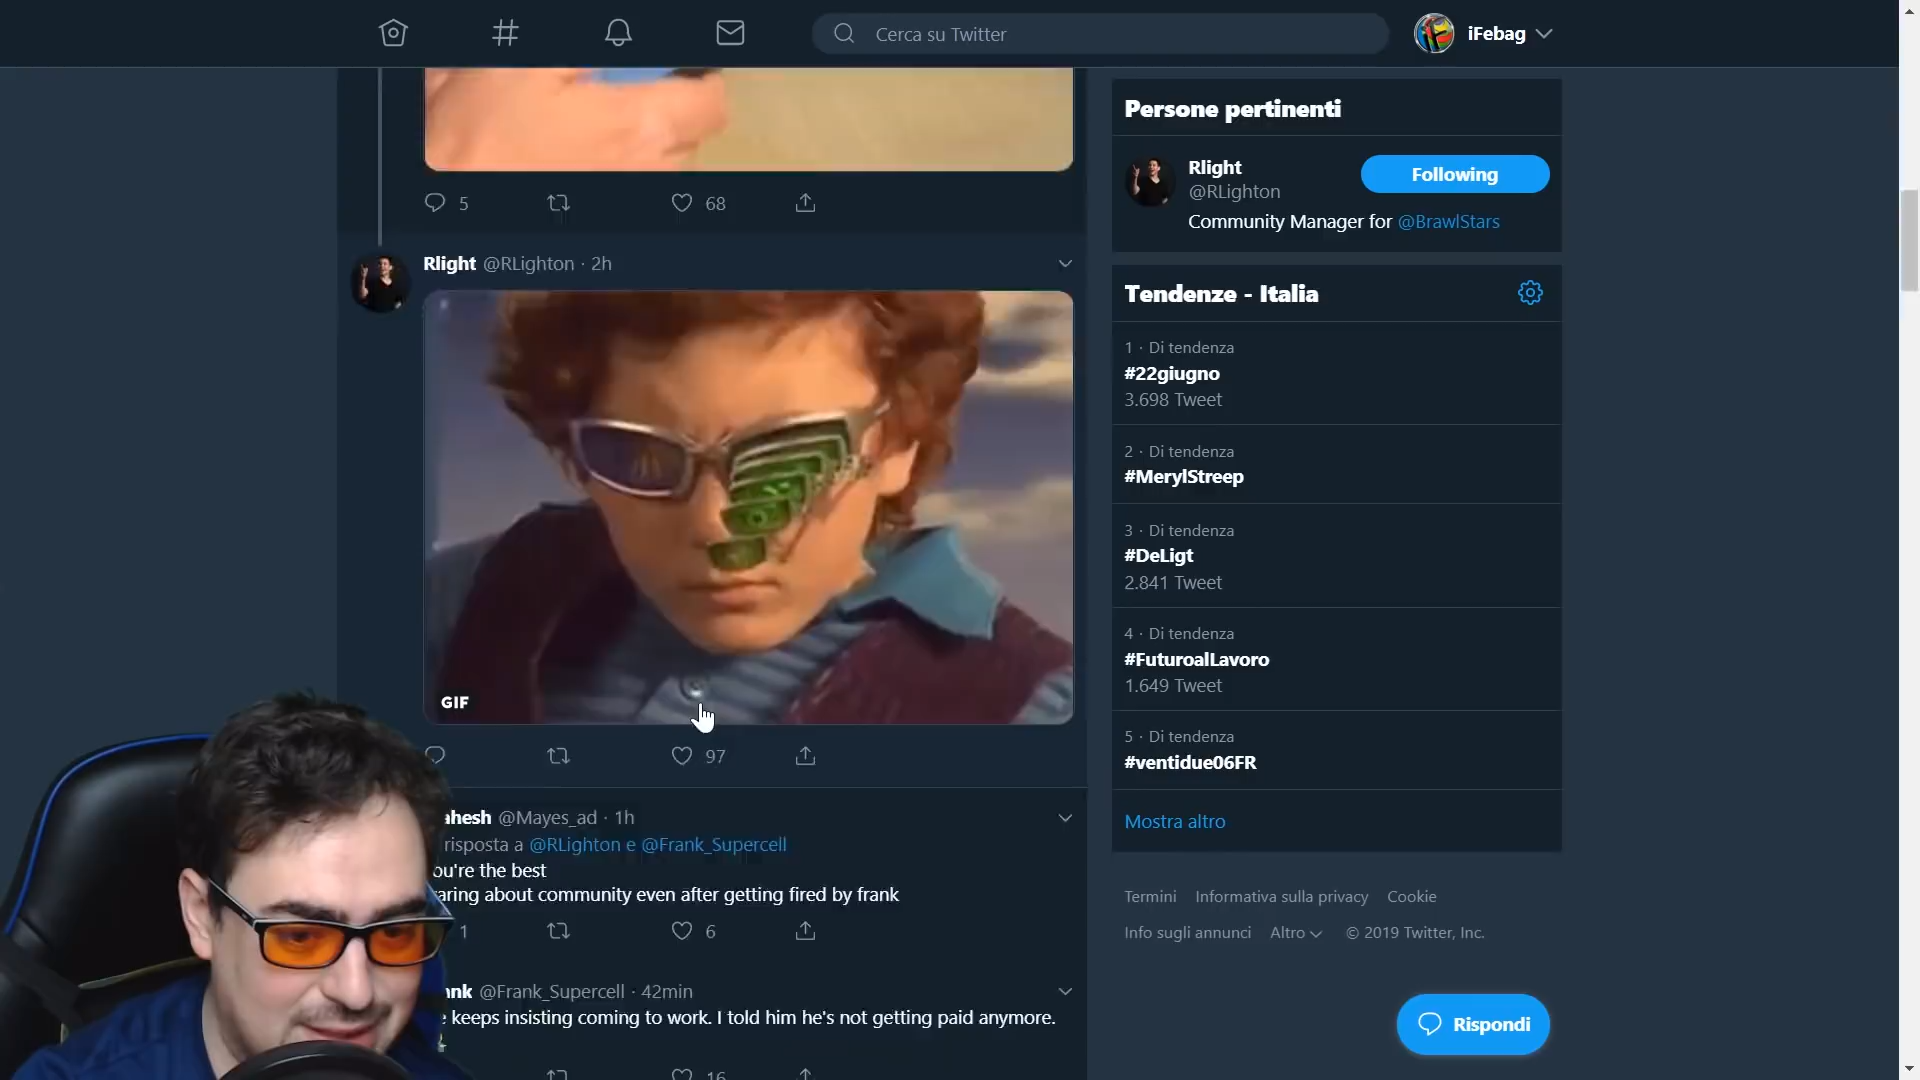 Cerca su Twitter
iFebag
5
68
Rlight @RLighton · 2h
GIF
97
ahesh @Mayes_ad · 1h
risposta a @RLighton e @Frank_Supercell
ou're the best
aring about community even after getting fired by frank
1
6
nk @Frank_Supercell · 42min
keeps insisting coming to work. I told him he's not getting paid anymore.
16
Persone pertinenti
Rlight
@RLighton
Following
Community Manager for @BrawlStars
Tendenze - Italia
1 · Di tendenza
#22giugno
3.698 Tweet
2 · Di tendenza
#MerylStreep
3 · Di tendenza
#DeLigt
2.841 Tweet
4 · Di tendenza
#FuturoalLavoro
1.649 Tweet
5 · Di tendenza
#ventidue06FR
Mostra altro
Termini Informativa sulla privacy Cookie
Info sugli annunci Altro © 2019 Twitter, Inc.
Rispondi